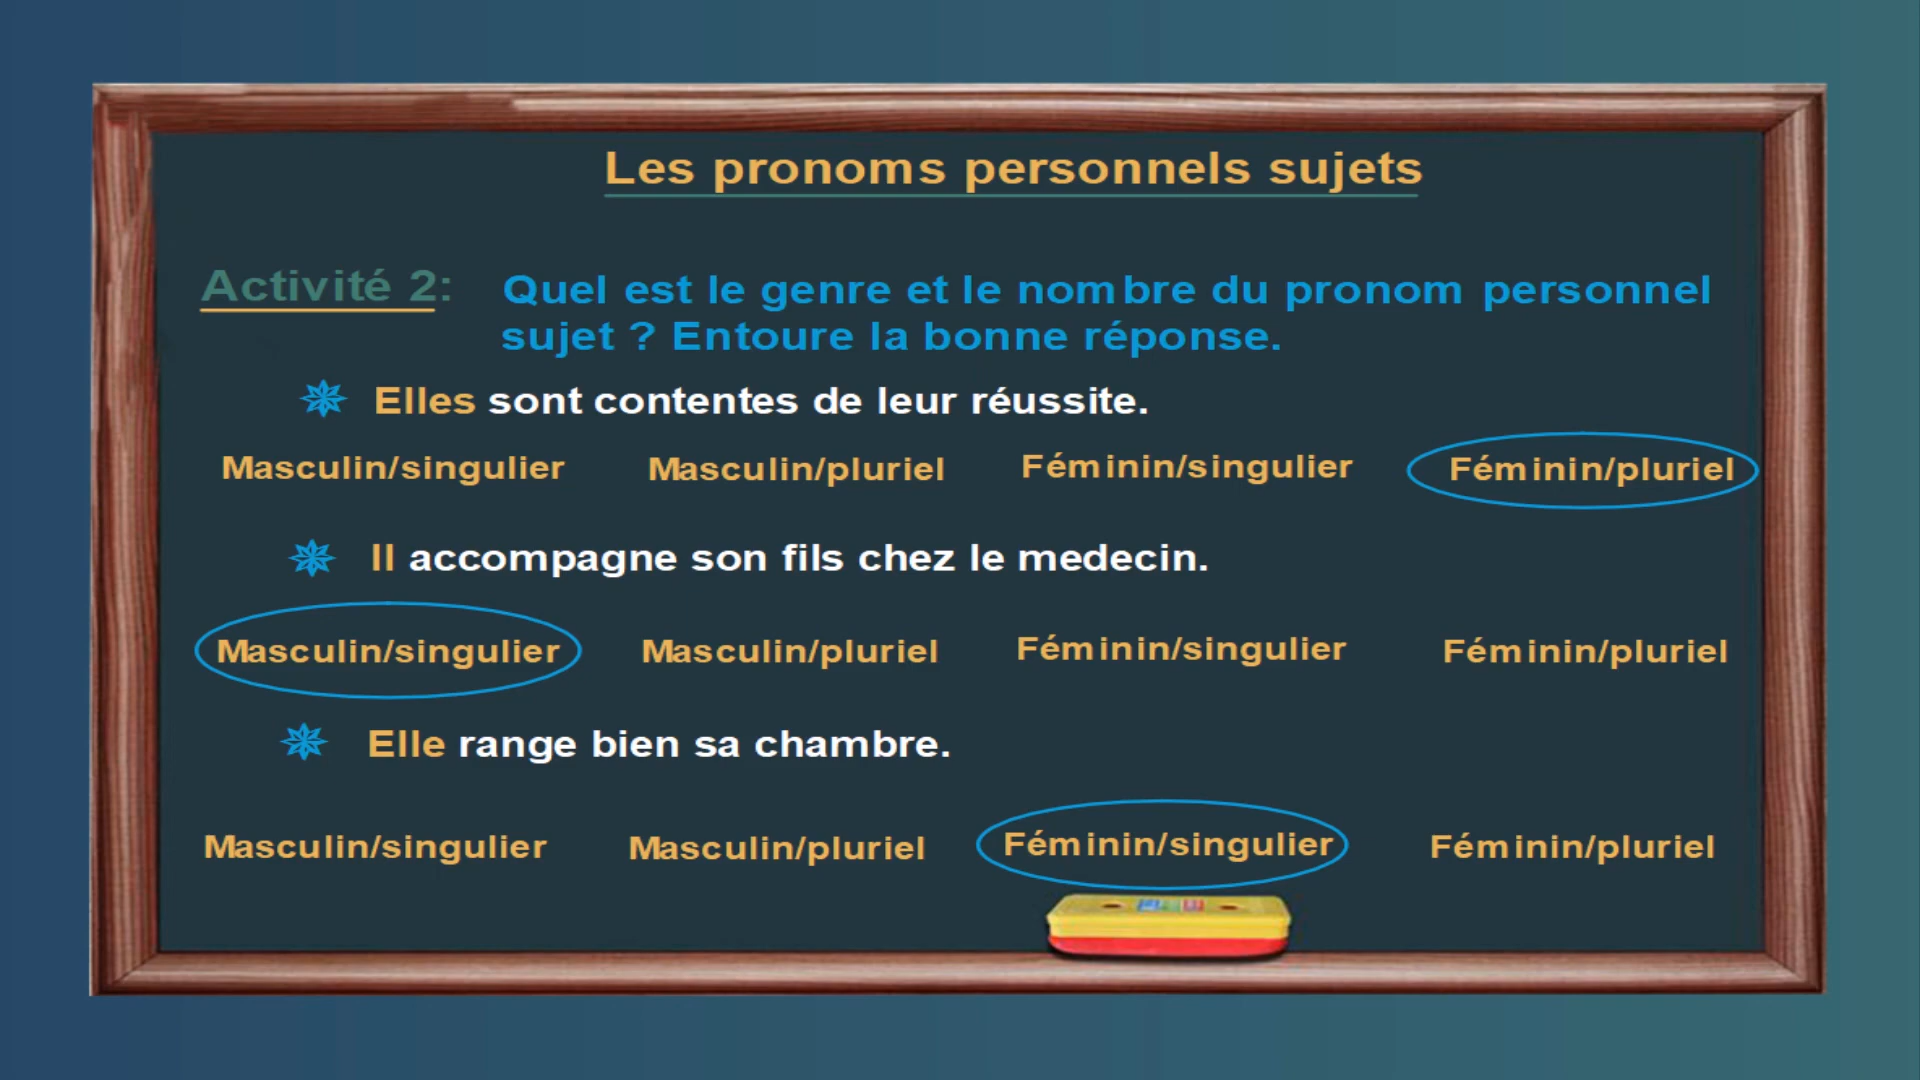 Les pronoms personnels sujets
Activité 2: Quel est le genre et le nombre du pronom personnel
sujet ? Entoure la bonne réponse.
Elles sont contentes de leur réussite.
Masculin/singulier Masculin/pluriel Féminin/singulier Féminin/pluriel
Il accompagne son fils chez le medecin.
Masculin/singulier Masculin/pluriel Féminin/singulier Féminin/pluriel
Elle range bien sa chambre.
Masculin/singulier Masculin/pluriel Féminin/singulier Féminin/pluriel